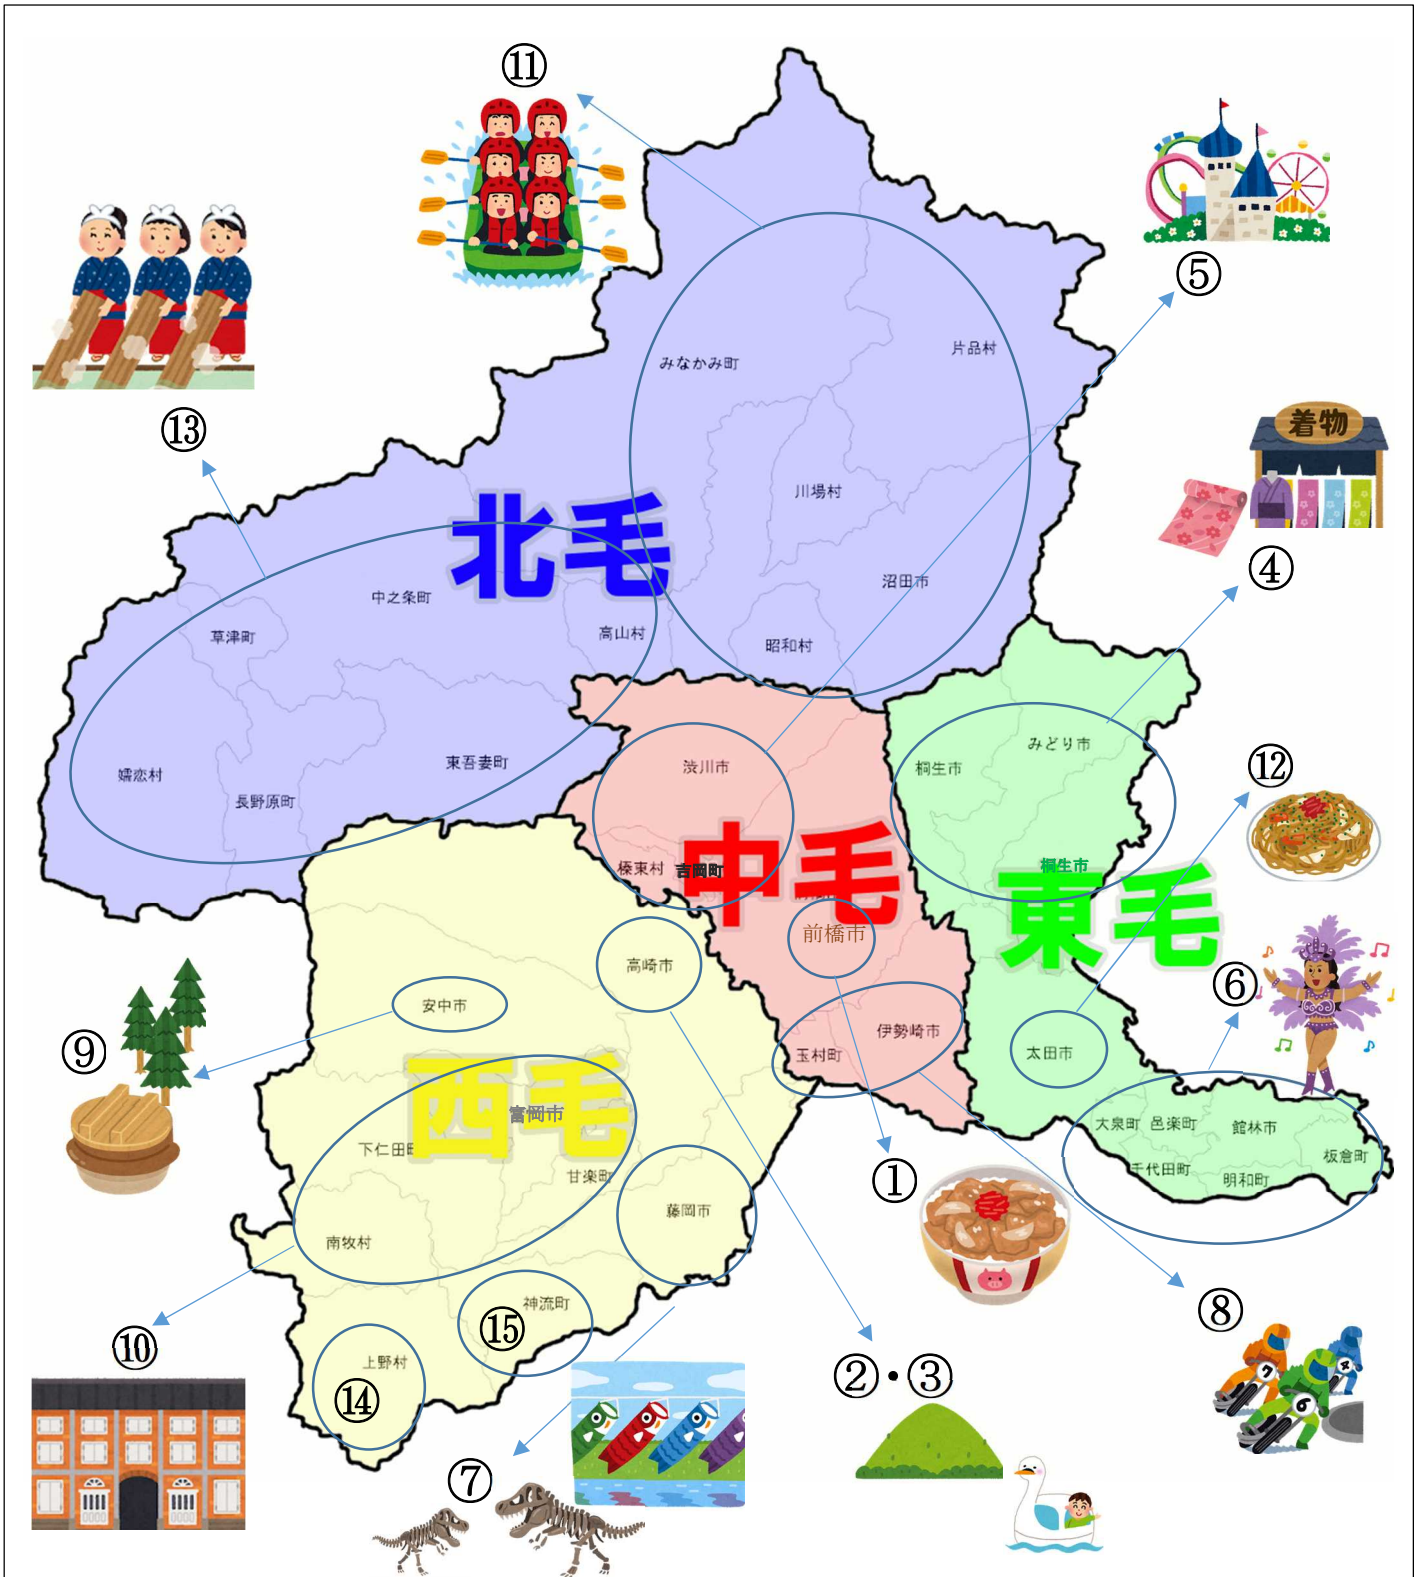 ⑪
⑤
⑬
みなかみ町
片品村
着物
川場村
北毛
④
沼田市
中之条町
草津町
高山村
昭和村
嬬恋村
長野原町
東吾妻町
渋川市
桐生市
みどり市
⑫
榛東村
吉岡町
中毛
桐生市
東毛
前橋市
高崎市
⑥
安中市
⑨
伊勢崎市
玉村町
太田市
西毛
富岡市
下仁田町
甘楽町
大泉町
邑楽町
館林市
千代田町
明和町
板倉町
①
藤岡市
南牧村
神流町
⑮
⑧
⑩
上野村
⑭
②・③
⑦
7
4
6